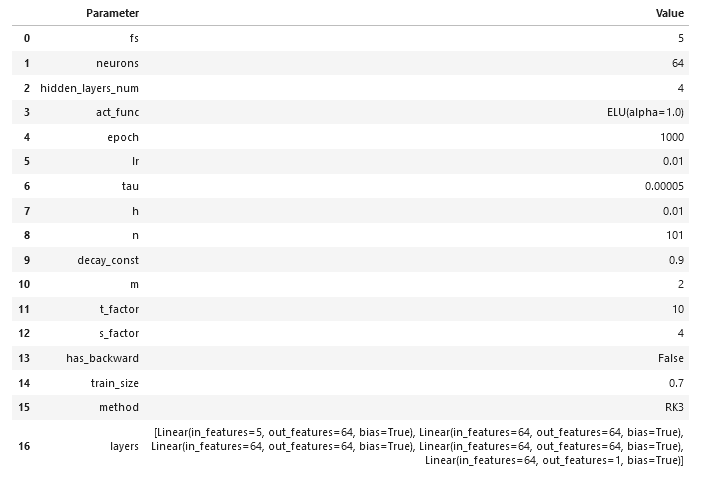 Parameter Value
0 fs 5
1 neurons 64
2 hidden_layers_num 4
3 act_func ELU(alpha=1.0)
4 epoch 1000
5 lr 0.01
6 tau 0.00005
7 h 0.01
8 n 101
9 decay_const 0.9
10 m 2
11 t_factor 10
12 s_factor 4
13 has_backward False
14 train_size 0.7
15 method RK3
16 layers [Linear(in_features=5, out_features=64, bias=True), Linear(in_features=64, out_features=64, bias=True),
Linear(in_features=64, out_features=64, bias=True), Linear(in_features=64, out_features=64, bias=True),
Linear(in_features=64, out_features=1, bias=True)]